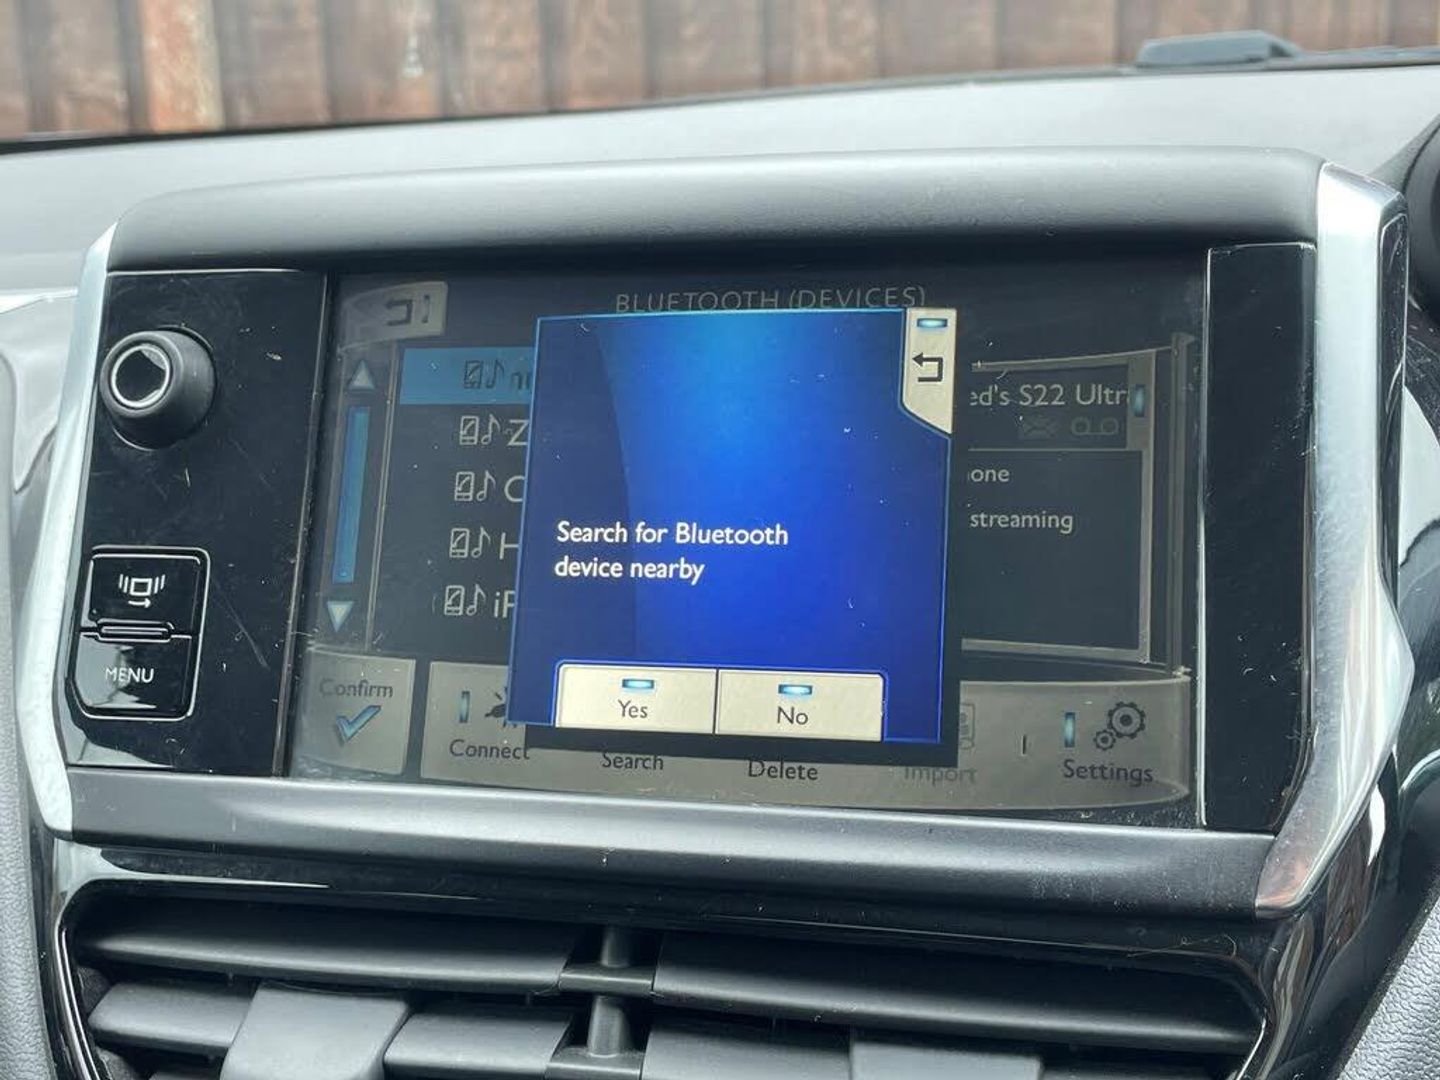 BLUETOOTH (DEVICES)
ed's S22 Ultr
one
streaming
Search for Bluetooth
device nearby
Yes
No
MENU
Confirm
Connect
Search
Delete
Import
Settings